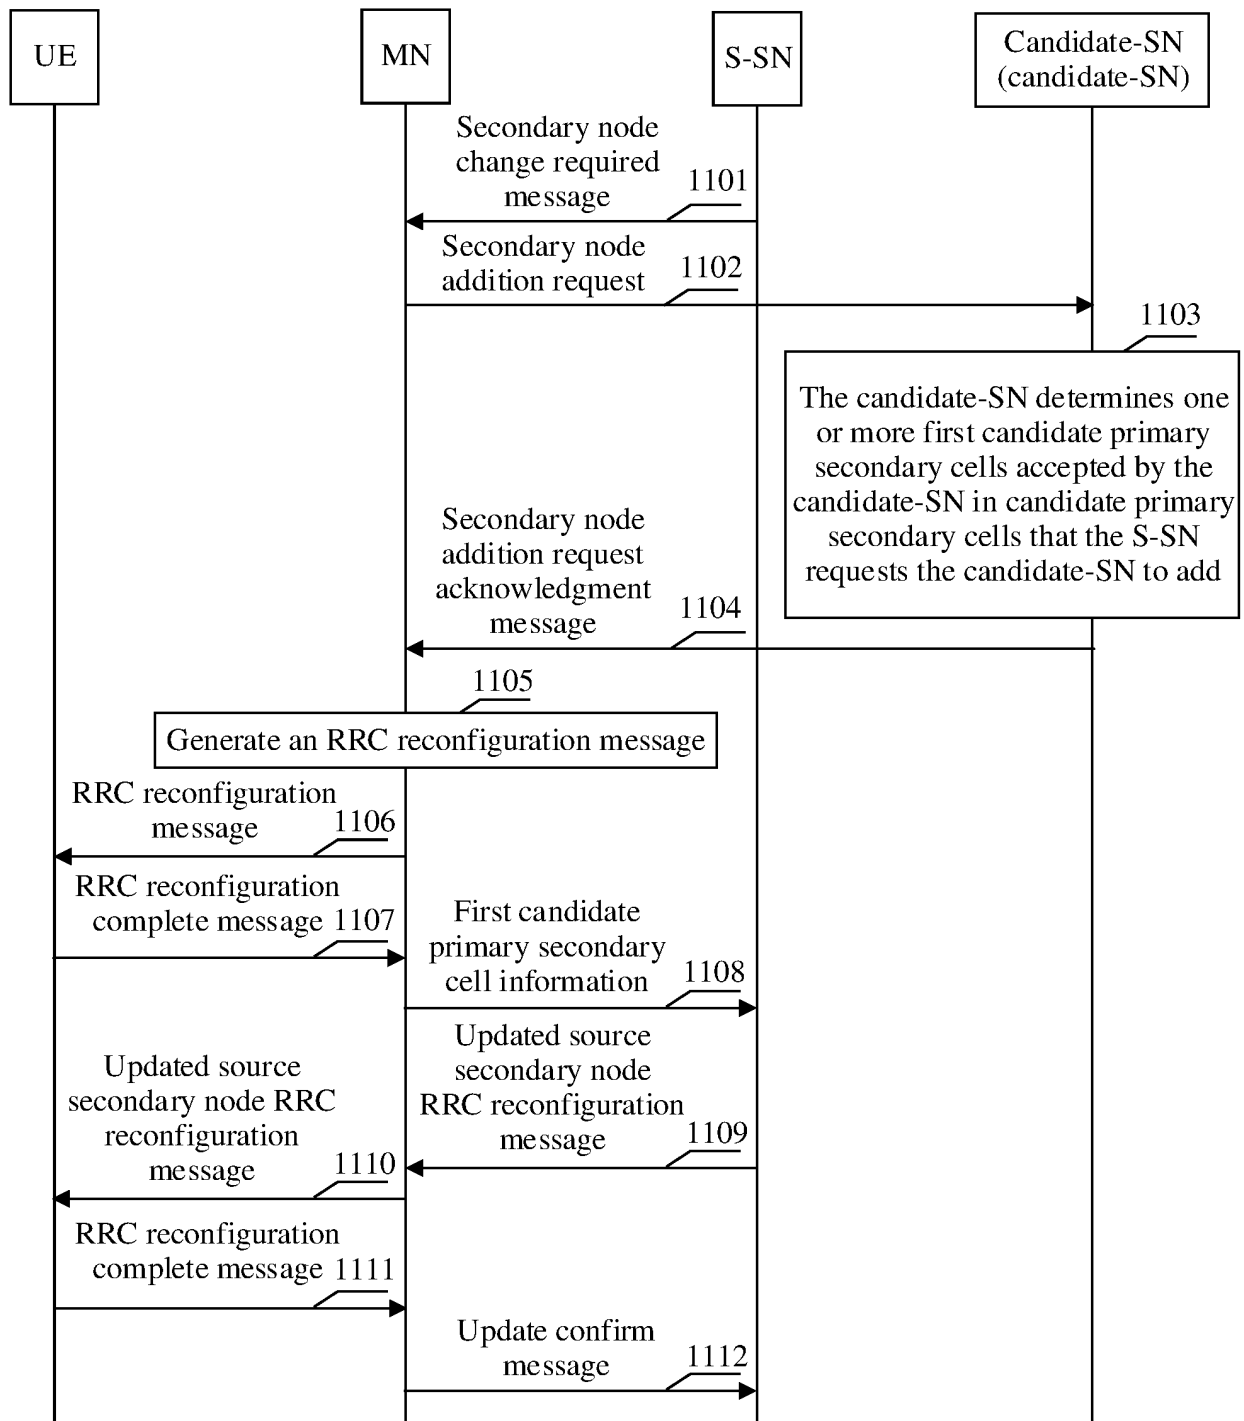 UE
MN
S-SN
Candidate-SN
(candidate-SN)
Secondary node
change required
message
1101
Secondary node
addition request
1102
1103
The candidate-SN determines one
or more first candidate primary
secondary cells accepted by the
candidate-SN in candidate primary
secondary cells that the S-SN
requests the candidate-SN to add
Secondary node
addition request
acknowledgment
message
1104
1105
Generate an RRC reconfiguration message
RRC reconfiguration
message
1106
RRC reconfiguration
complete message
1107
First candidate
primary secondary
cell information
1108
Updated source
secondary node
RRC reconfiguration
message
1109
Updated source
secondary node RRC
reconfiguration
message
1110
RRC reconfiguration
complete message
1111
Update confirm
message
1112